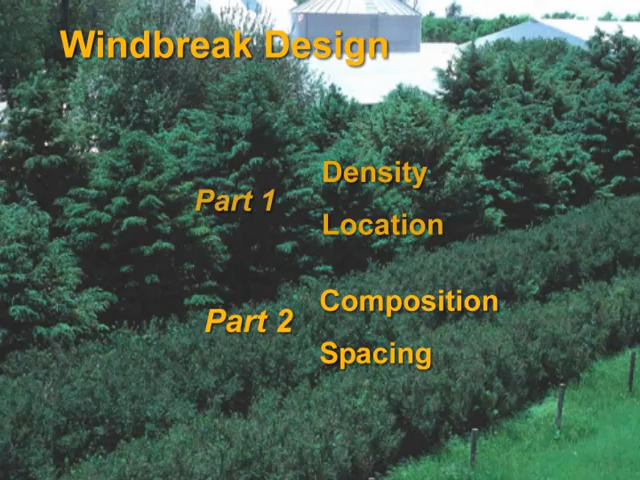 Windbreak Design
Part 1
Density
Location
Part 2
Composition
Spacing